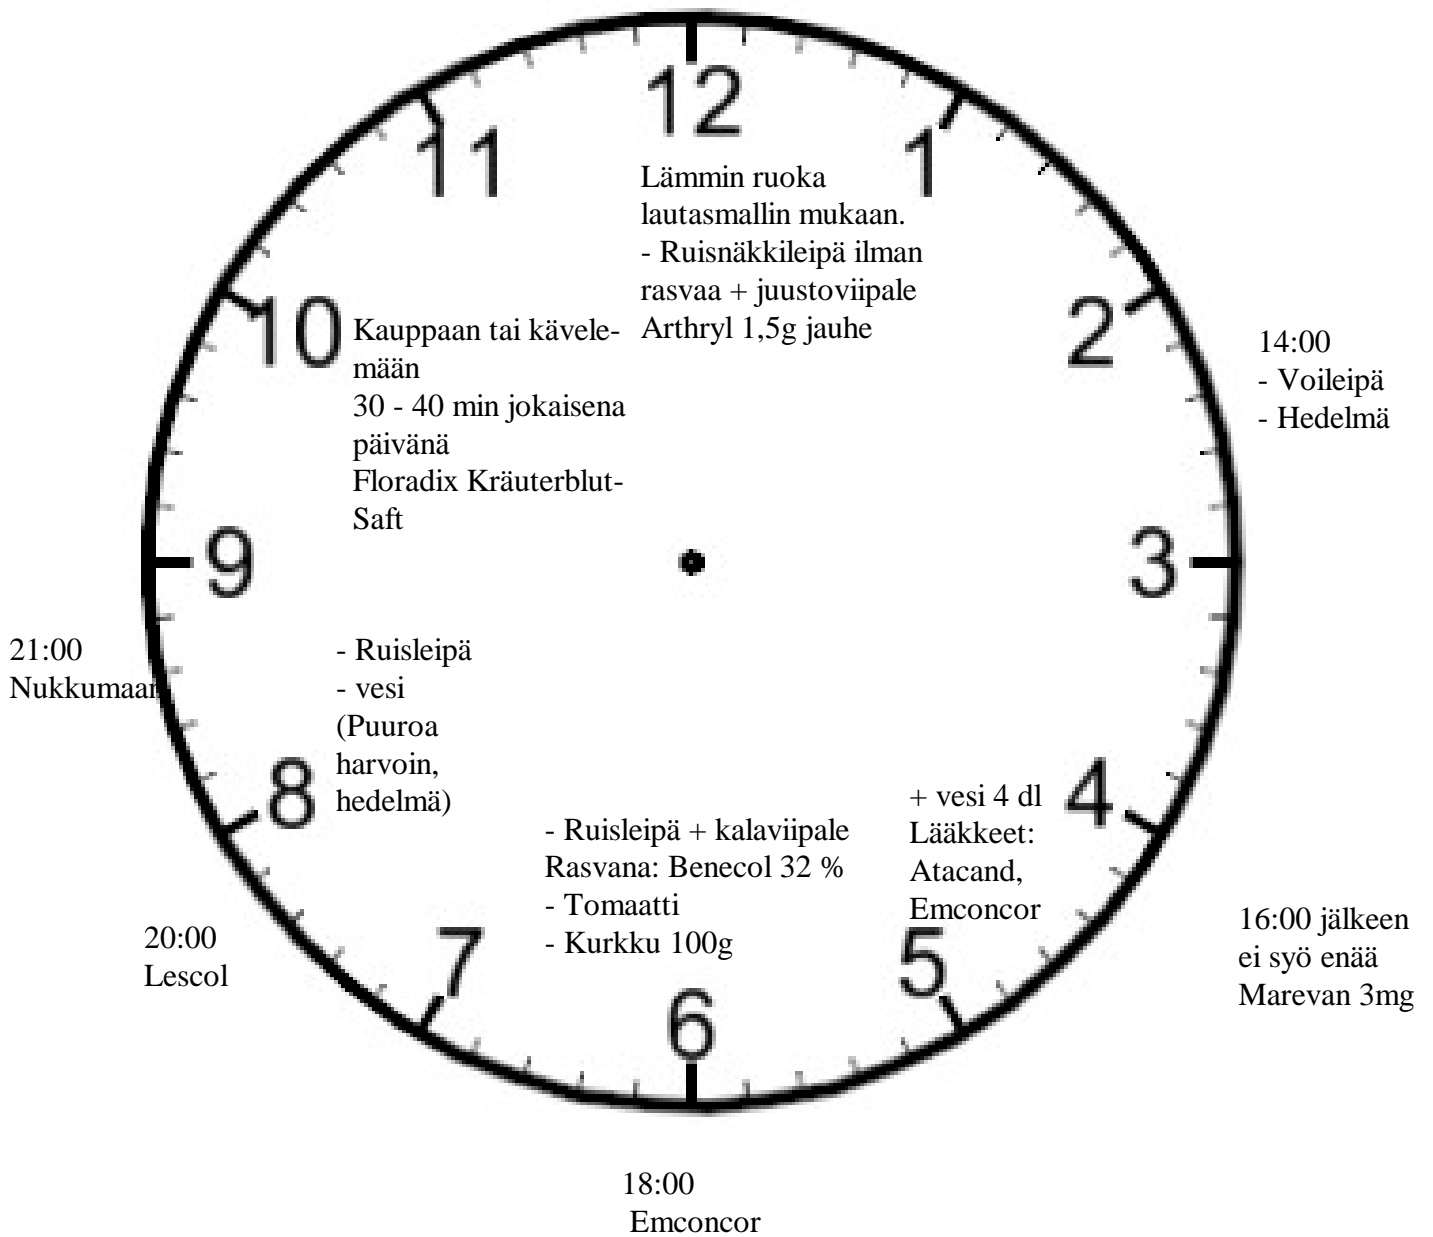 12
11
1
Lämmin ruoka
lautasmallin mukaan.
- Ruisnäkkileipä ilman
rasvaa + juustoviipale
Arthryl 1,5g jauhe
10
Kauppaan tai kävele-
mään
30 - 40 min jokaisena
päivänä
Floradix Kräuterblut-
Saft
2
14:00
- Voileipä
- Hedelmä
9
3
21:00
Nukkumaan
- Ruisleipä
- vesi
(Puuroa
harvoin,
hedelmä)
8
4
+ vesi 4 dl
Lääkkeet:
Atacand,
Emconcor
- Ruisleipä + kalaviipale
Rasvana: Benecol 32 %
- Tomaatti
- Kurkku 100g
16:00 jälkeen
ei syö enää
Marevan 3mg
20:00
Lescol
7
5
6
18:00
Emconcor